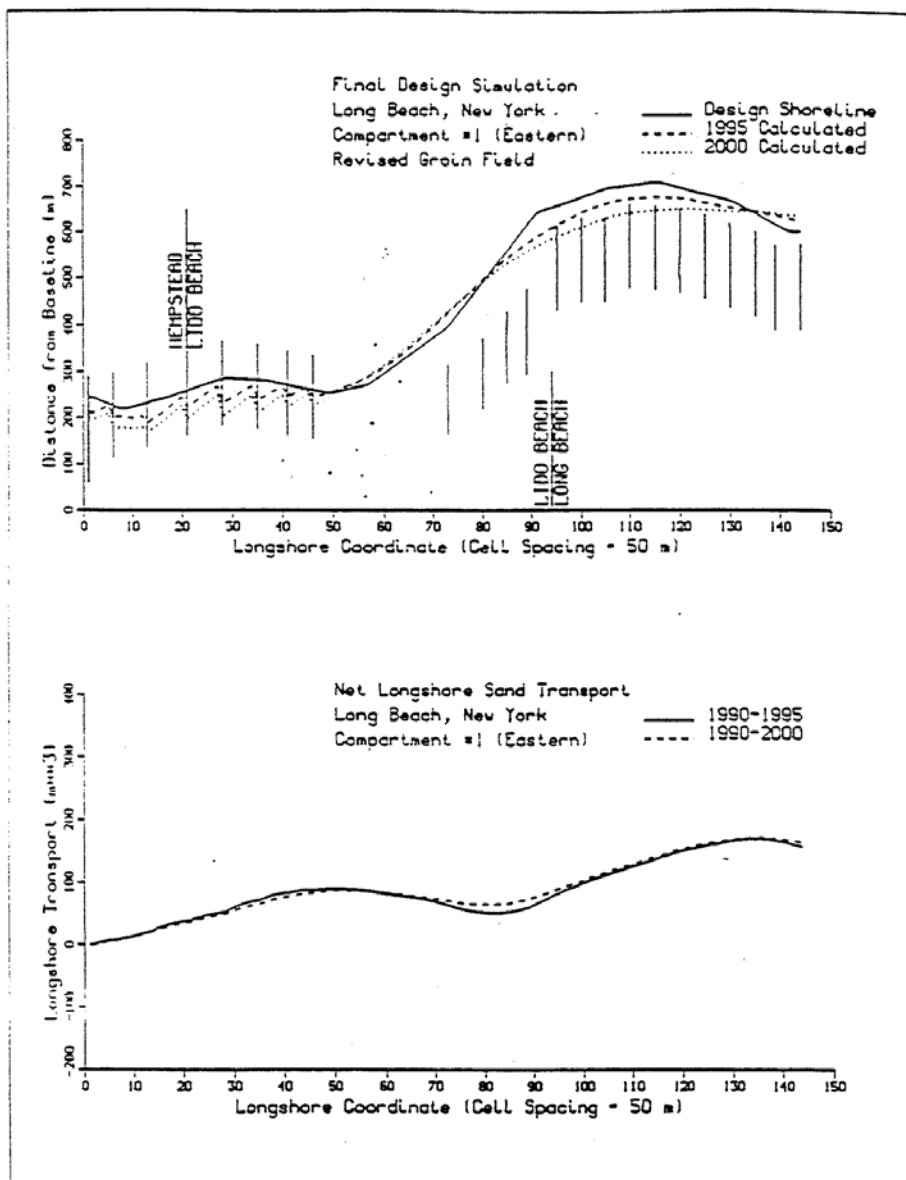 Final Design Simulation
Long Beach, New York
Compartment #1 (Eastern)
Revised Groin Field
Design Shoreline
1995 Calculated
2000 Calculated
Distance from Baseline (m)
800
700
600
500
400
300
200
100
0
HEMPSTEAD
LIDO BEACH
LIDO BEACH
LONG BEACH
0 10 20 30 40 50 60 70 80 90 100 110 120 130 140 150
Longshore Coordinate (Cell Spacing - 50 m)
Net Longshore Sand Transport
Long Beach, New York
Compartment #1 (Eastern)
1990-1995
1990-2000
Longshore Transport (m**3)
400
300
200
100
0
-100
-200
0 10 20 30 40 50 60 70 80 90 100 110 120 130 140 150
Longshore Coordinate (Cell Spacing - 50 m)